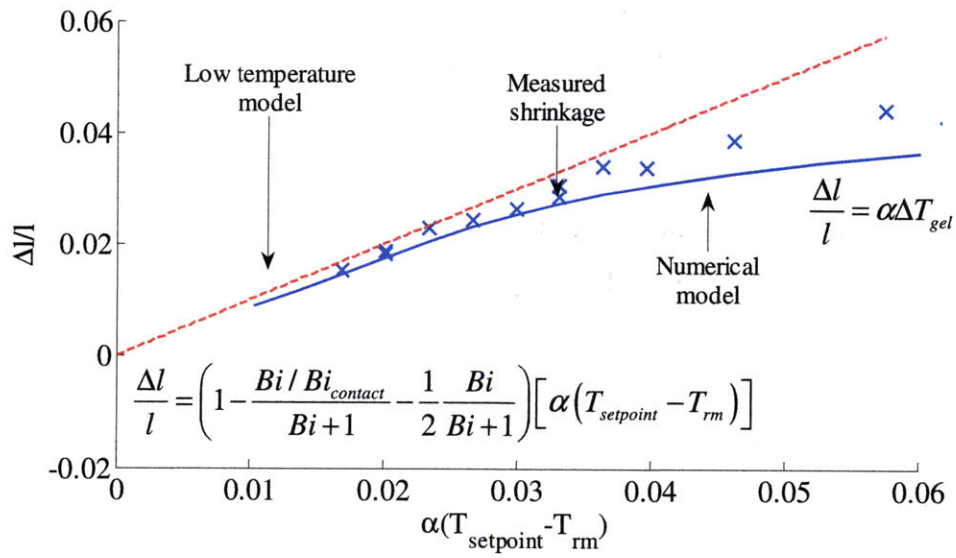 0.06
Low temperature
model
Measured
shrinkage
0.04
Δl/l
0.02
Δl/l = αΔT_gel
Numerical
model
0
Δl/l = (1 - (Bi / Bi_contact)/(Bi + 1) - 1/2 Bi/(Bi + 1)) [α(T_setpoint - T_rm)]
-0.02
0 0.01 0.02 0.03 0.04 0.05 0.06
α(T_setpoint-T_rm)